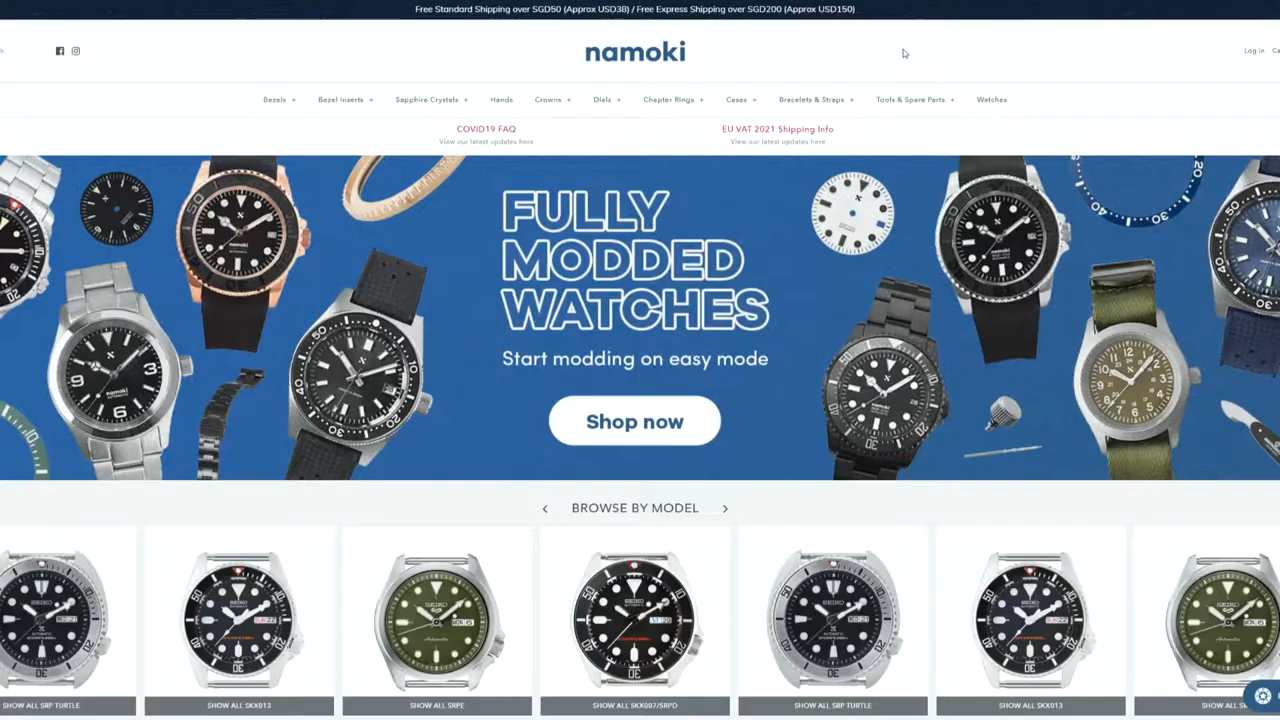 Free Standard Shipping over SGD50 (Approx USD38) / Free Express Shipping over SGD200 (Approx USD150)
namoki
Log in
Bezels + Bezel Inserts + Sapphire Crystals + Hands Crowns + Dials + Chapter Rings + Cases + Bracelets & Straps + Tools & Spare Parts + Watches
COVID19 FAQ
View our latest updates here
EU VAT 2021 Shipping Info
View our latest updates here
FULLY
MODDED
WATCHES
Start modding on easy mode
Shop now
BROWSE BY MODEL
SHOW ALL SRP TURTLE
SHOW ALL SKX013
SHOW ALL SRPE
SHOW ALL SKX007/SRPD
SHOW ALL SRP TURTLE
SHOW ALL SKX013